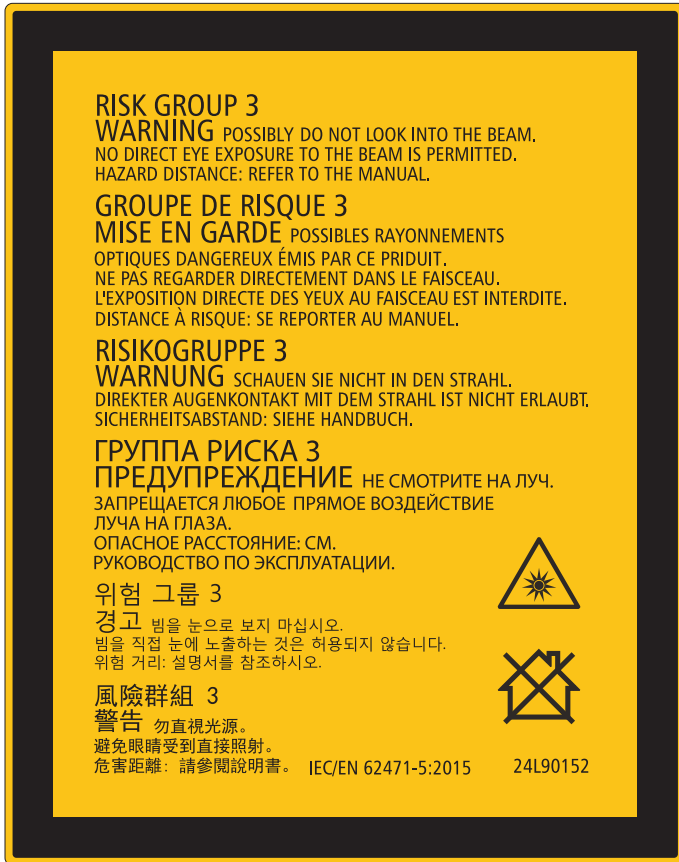 RISK GROUP 3
WARNING POSSIBLY DO NOT LOOK INTO THE BEAM.
NO DIRECT EYE EXPOSURE TO THE BEAM IS PERMITTED.
HAZARD DISTANCE: REFER TO THE MANUAL.
GROUPE DE RISQUE 3
MISE EN GARDE POSSIBLES RAYONNEMENTS
OPTIQUES DANGEREUX ÉMIS PAR CE PRIDUIT.
NE PAS REGARDER DIRECTEMENT DANS LE FAISCEAU.
L'EXPOSITION DIRECTE DES YEUX AU FAISCEAU EST INTERDITE.
DISTANCE À RISQUE: SE REPORTER AU MANUEL.
RISIKOGRUPPE 3
WARNUNG SCHAUEN SIE NICHT IN DEN STRAHL.
DIREKTER AUGENKONTAKT MIT DEM STRAHL IST NICHT ERLAUBT.
SICHERHEITSABSTAND: SIEHE HANDBUCH.
ГРУППА РИСКА 3
ПРЕДУПРЕЖДЕНИЕ НЕ СМОТРИТЕ НА ЛУЧ.
ЗАПРЕЩАЕТСЯ ЛЮБОЕ ПРЯМОЕ ВОЗДЕЙСТВИЕ
ЛУЧА НА ГЛАЗА.
ОПАСНОЕ РАССТОЯНИЕ: СМ.
РУКОВОДСТВО ПО ЭКСПЛУАТАЦИИ.
위험 그룹 3
경고 빔을 눈으로 보지 마십시오.
빔을 직접 눈에 노출하는 것은 허용되지 않습니다.
위험 거리: 설명서를 참조하시오.
風險群組 3
警告 勿直視光源。
避免眼睛受到直接照射。
危害距離: 請參閱說明書。 IEC/EN 62471-5:2015 24L90152